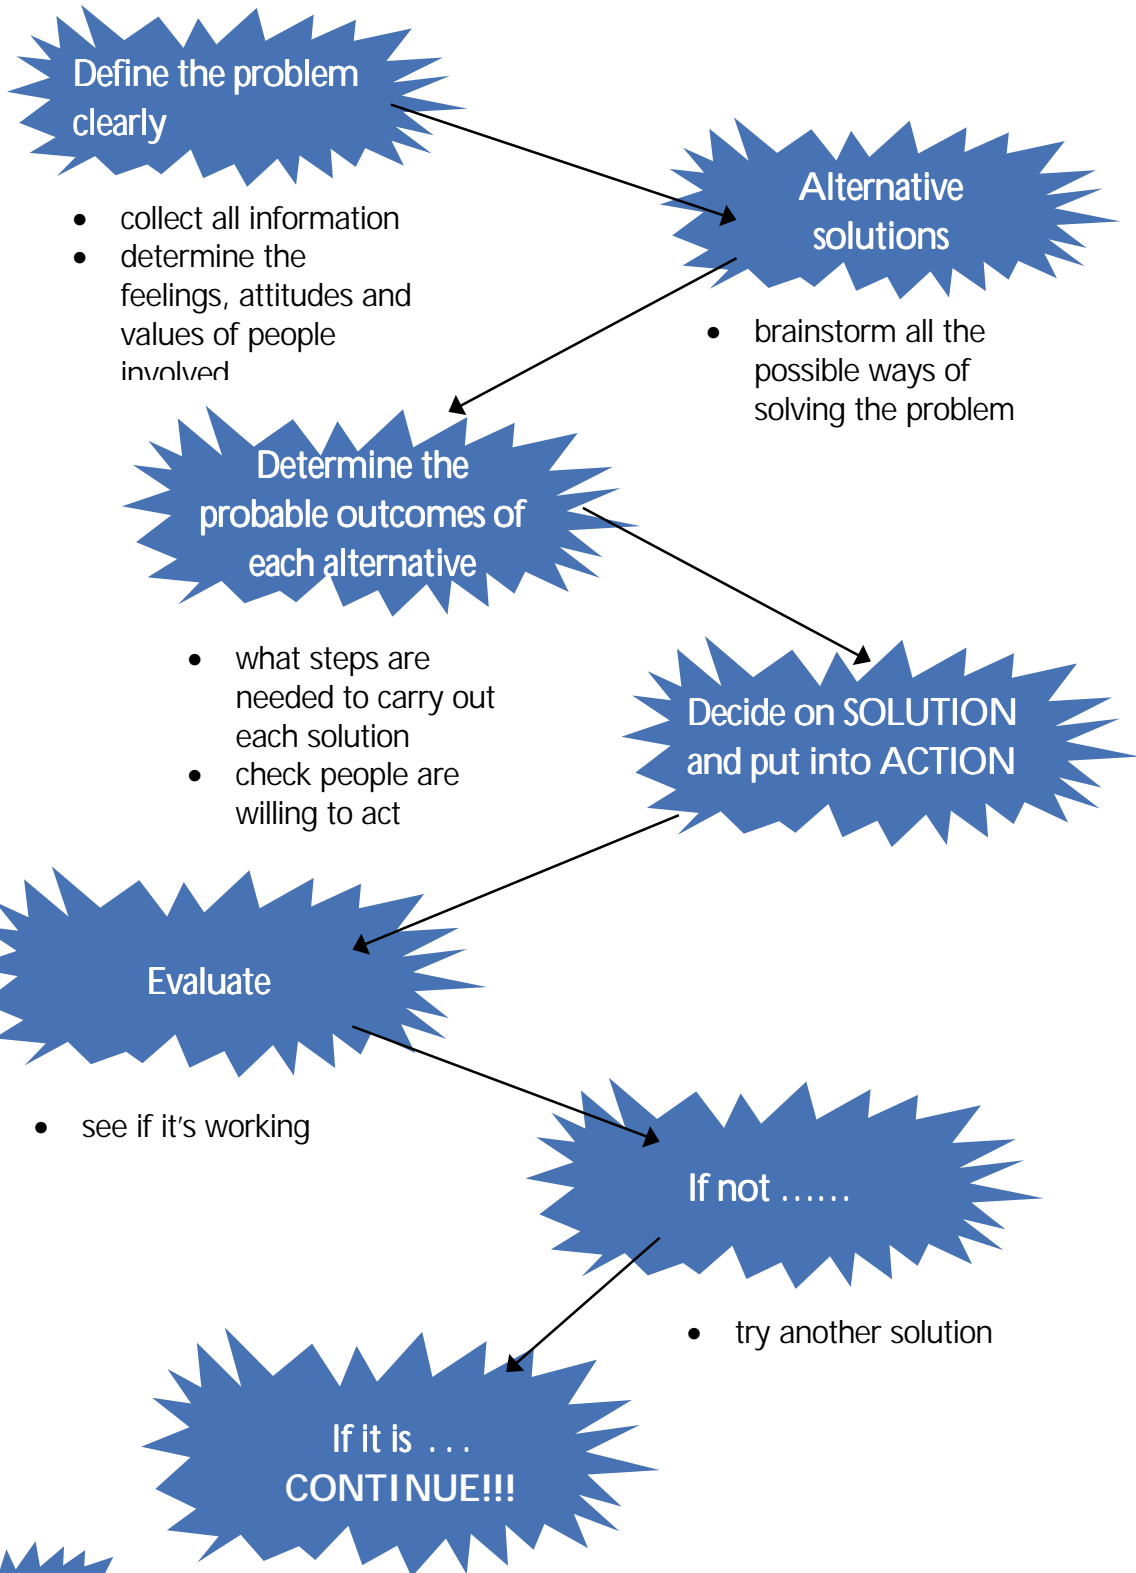 Define the problem
clearly
• collect all information
• determine the
feelings, attitudes and
values of people
involved
Alternative
solutions
• brainstorm all the
possible ways of
solving the problem
Determine the
probable outcomes of
each alternative
• what steps are
needed to carry out
each solution
• check people are
willing to act
Decide on SOLUTION
and put into ACTION
Evaluate
• see if it's working
If not ......
• try another solution
If it is ...
CONTINUE!!!